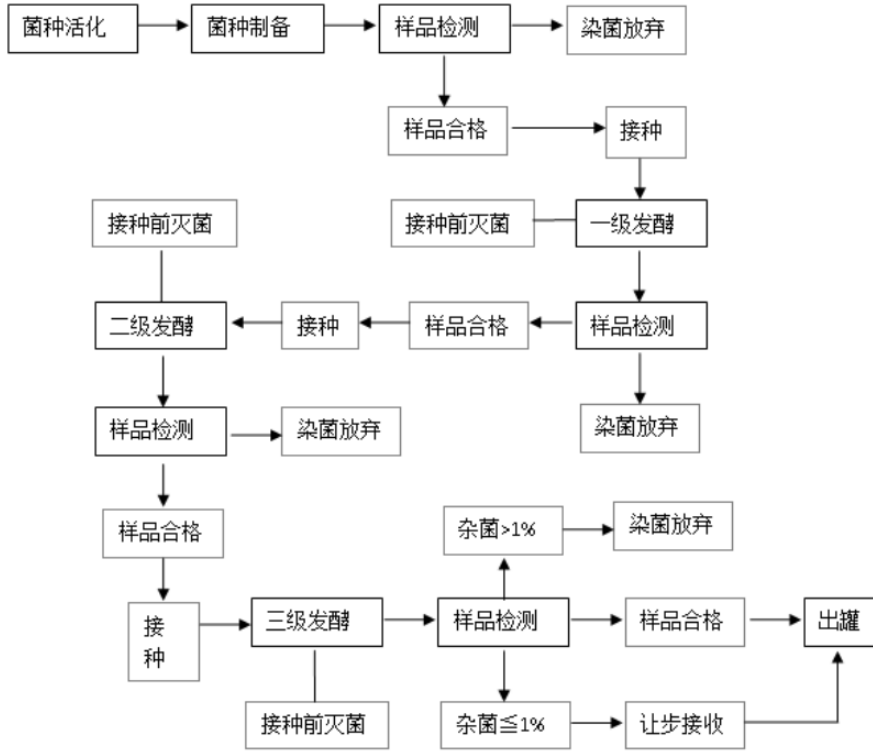 菌种活化
菌种制备
样品检测
染菌放弃
样品合格
接种
接种前灭菌
接种前灭菌
一级发酵
二级发酵
接种
样品合格
样品检测
样品检测
染菌放弃
染菌放弃
样品合格
杂菌>1%
染菌放弃
接
种
三级发酵
样品检测
样品合格
出罐
接种前灭菌
杂菌≦1%
让步接收